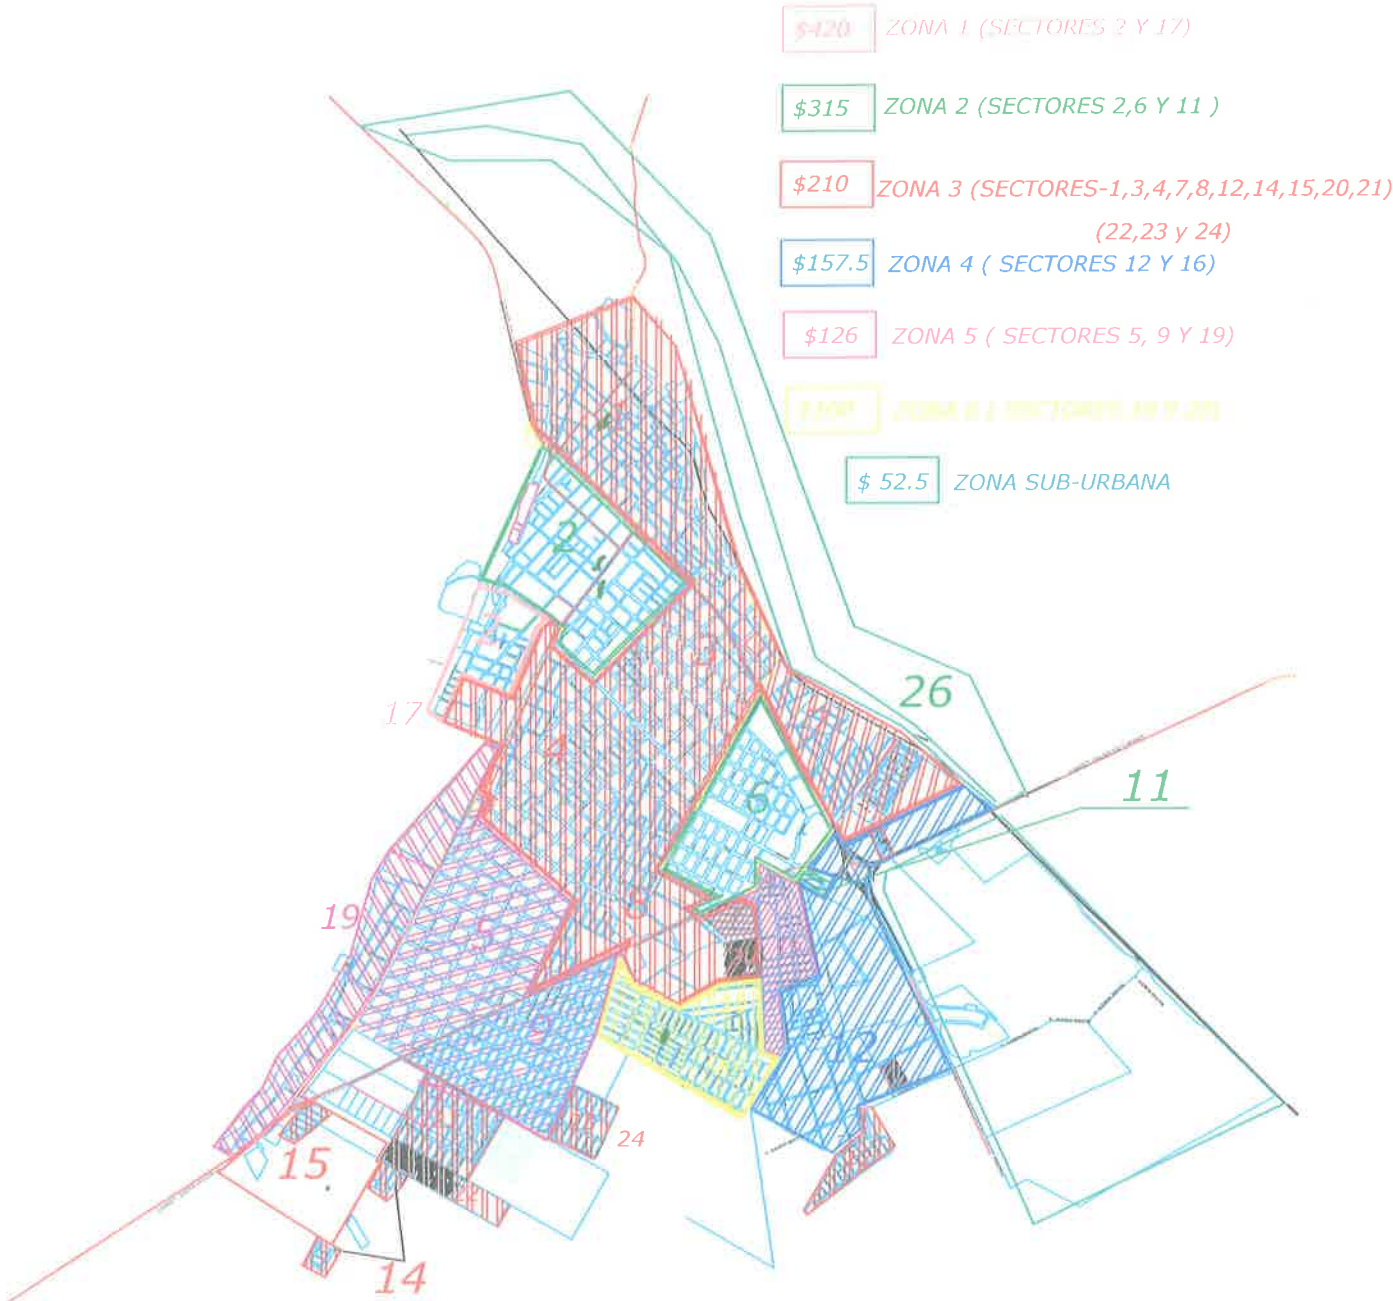 $420 ZONA 1 (SECTORES 2 Y 17)
$315 ZONA 2 (SECTORES 2,6 Y 11 )
$210 ZONA 3 (SECTORES-1,3,4,7,8,12,14,15,20,21)
(22,23 y 24)
$157.5 ZONA 4 ( SECTORES 12 Y 16)
$126 ZONA 5 ( SECTORES 5, 9 Y 19)
$ 52.5 ZONA SUB-URBANA
2
26
17
4
6
11
19
5
8
12
24
15
14